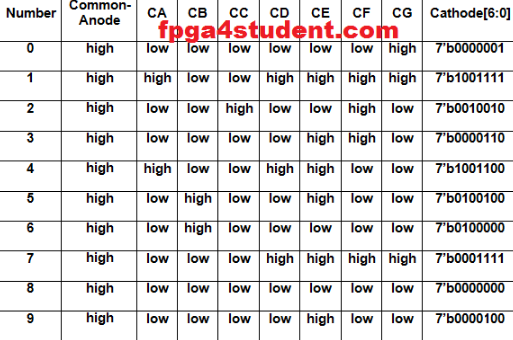 Number Common-Anode CA CB CC CD CE CF CG Cathode[6:0]
fpga4student.com
0 high low low low low low low high 7'b0000001
1 high high low low high high high high 7'b1001111
2 high low low high low low high low 7'b0010010
3 high low low low low high high low 7'b0000110
4 high high low low high high low low 7'b1001100
5 high low high low low high low low 7'b0100100
6 high low high low low low low low 7'b0100000
7 high low low low high high high high 7'b0001111
8 high low low low low low low low 7'b0000000
9 high low low low low high low low 7'b0000100